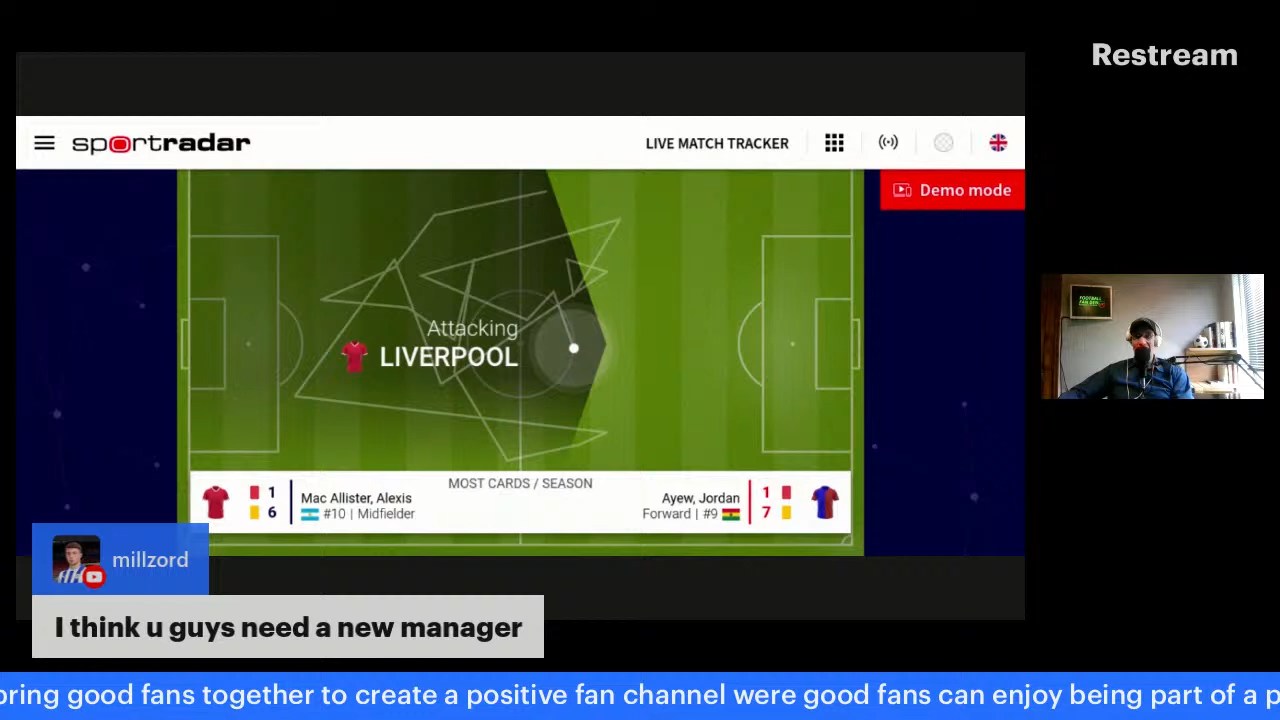 Restream
sportradar
LIVE MATCH TRACKER
Demo mode
Attacking
LIVERPOOL
MOST CARDS / SEASON
1
6
Mac Allister, Alexis
#10 | Midfielder
Ayew, Jordan
Forward | #9
1
7
millzord
I think u guys need a new manager
bring good fans together to create a positive fan channel were good fans can enjoy being part of a p